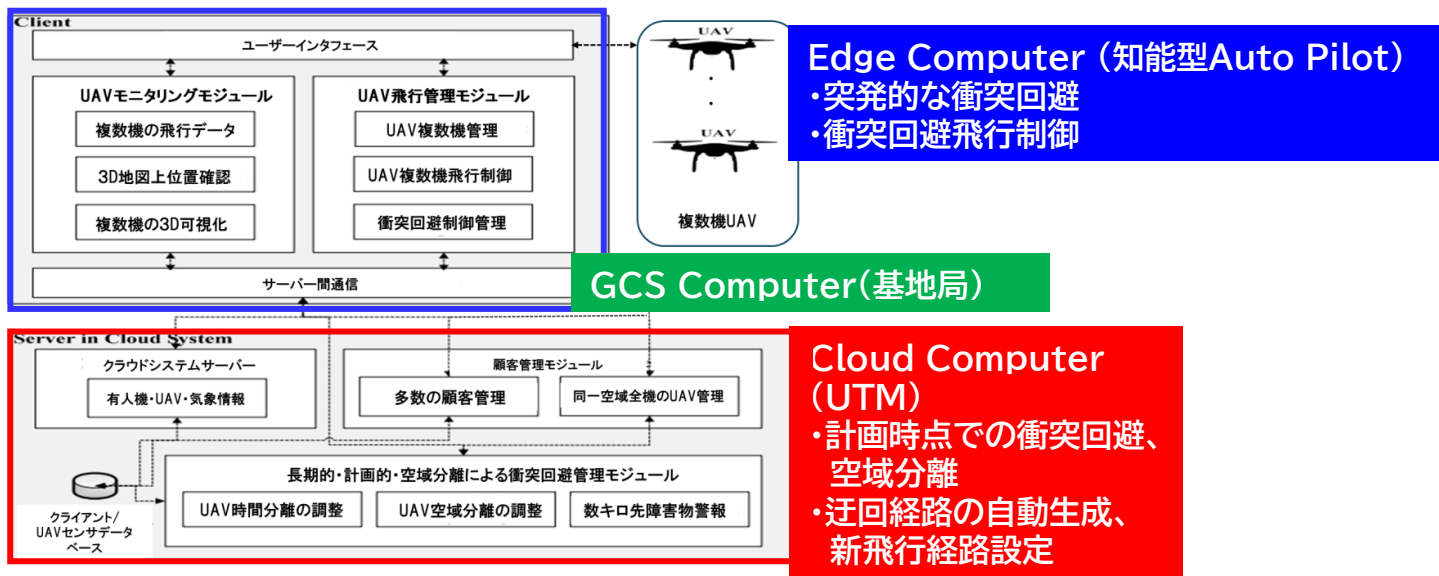 Client
ユーザーインタフェース
UAVモニタリングモジュール
複数機の飛行データ
3D地図上位置確認
複数機の3D可視化
UAV飛行管理モジュール
UAV複数機管理
UAV複数機飛行制御
衝突回避制御管理
サーバー間通信
UAV
・
・
UAV
複数機UAV
Edge Computer（知能型Auto Pilot）
・突発的な衝突回避
・衝突回避飛行制御
GCS Computer（基地局）
Server in Cloud System
クラウドシステムサーバー
有人機・UAV・気象情報
顧客管理モジュール
多数の顧客管理
同一空域全機のUAV管理
長期的・計画的・空域分離による衝突回避管理モジュール
UAV時間分離の調整
UAV空域分離の調整
数キロ先障害物警報
クライアント/
UAVセンサデータ
ベース
Cloud Computer
（UTM）
・計画時点での衝突回避、
空域分離
・迂回経路の自動生成、
新飛行経路設定